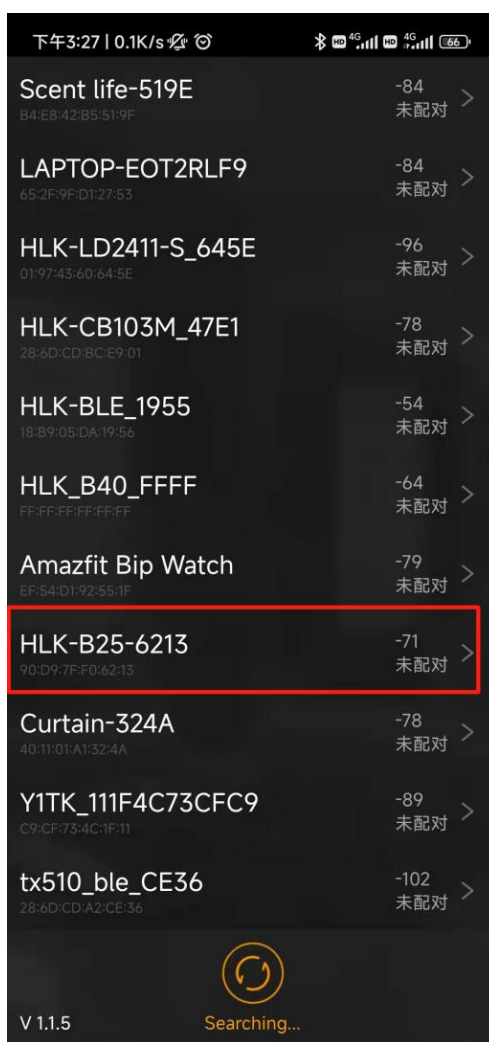 下午3:27 | 0.1K/s
HD 4G HD 4G 66
Scent life-519E
-84
B4:E8:42:B5:51:9F
未配对
LAPTOP-EOT2RLF9
-84
65:2F:9F:D1:27:53
未配对
HLK-LD2411-S_645E
-96
01:97:43:60:64:5E
未配对
HLK-CB103M_47E1
-78
28:6D:CD:BC:E9:01
未配对
HLK-BLE_1955
-54
18:B9:05:DA:19:56
未配对
HLK_B40_FFFF
-64
FF:FF:FF:FF:FF:FF
未配对
Amazfit Bip Watch
-79
EF:54:D1:92:55:1F
未配对
HLK-B25-6213
-71
90:D9:7F:F0:62:13
未配对
Curtain-324A
-78
40:11:01:A1:32:4A
未配对
Y1TK_111F4C73CFC9
-89
C9:CF:73:4C:1F:11
未配对
tx510_ble_CE36
-102
28:6D:CD:A2:CE:36
未配对
V 1.1.5
Searching...